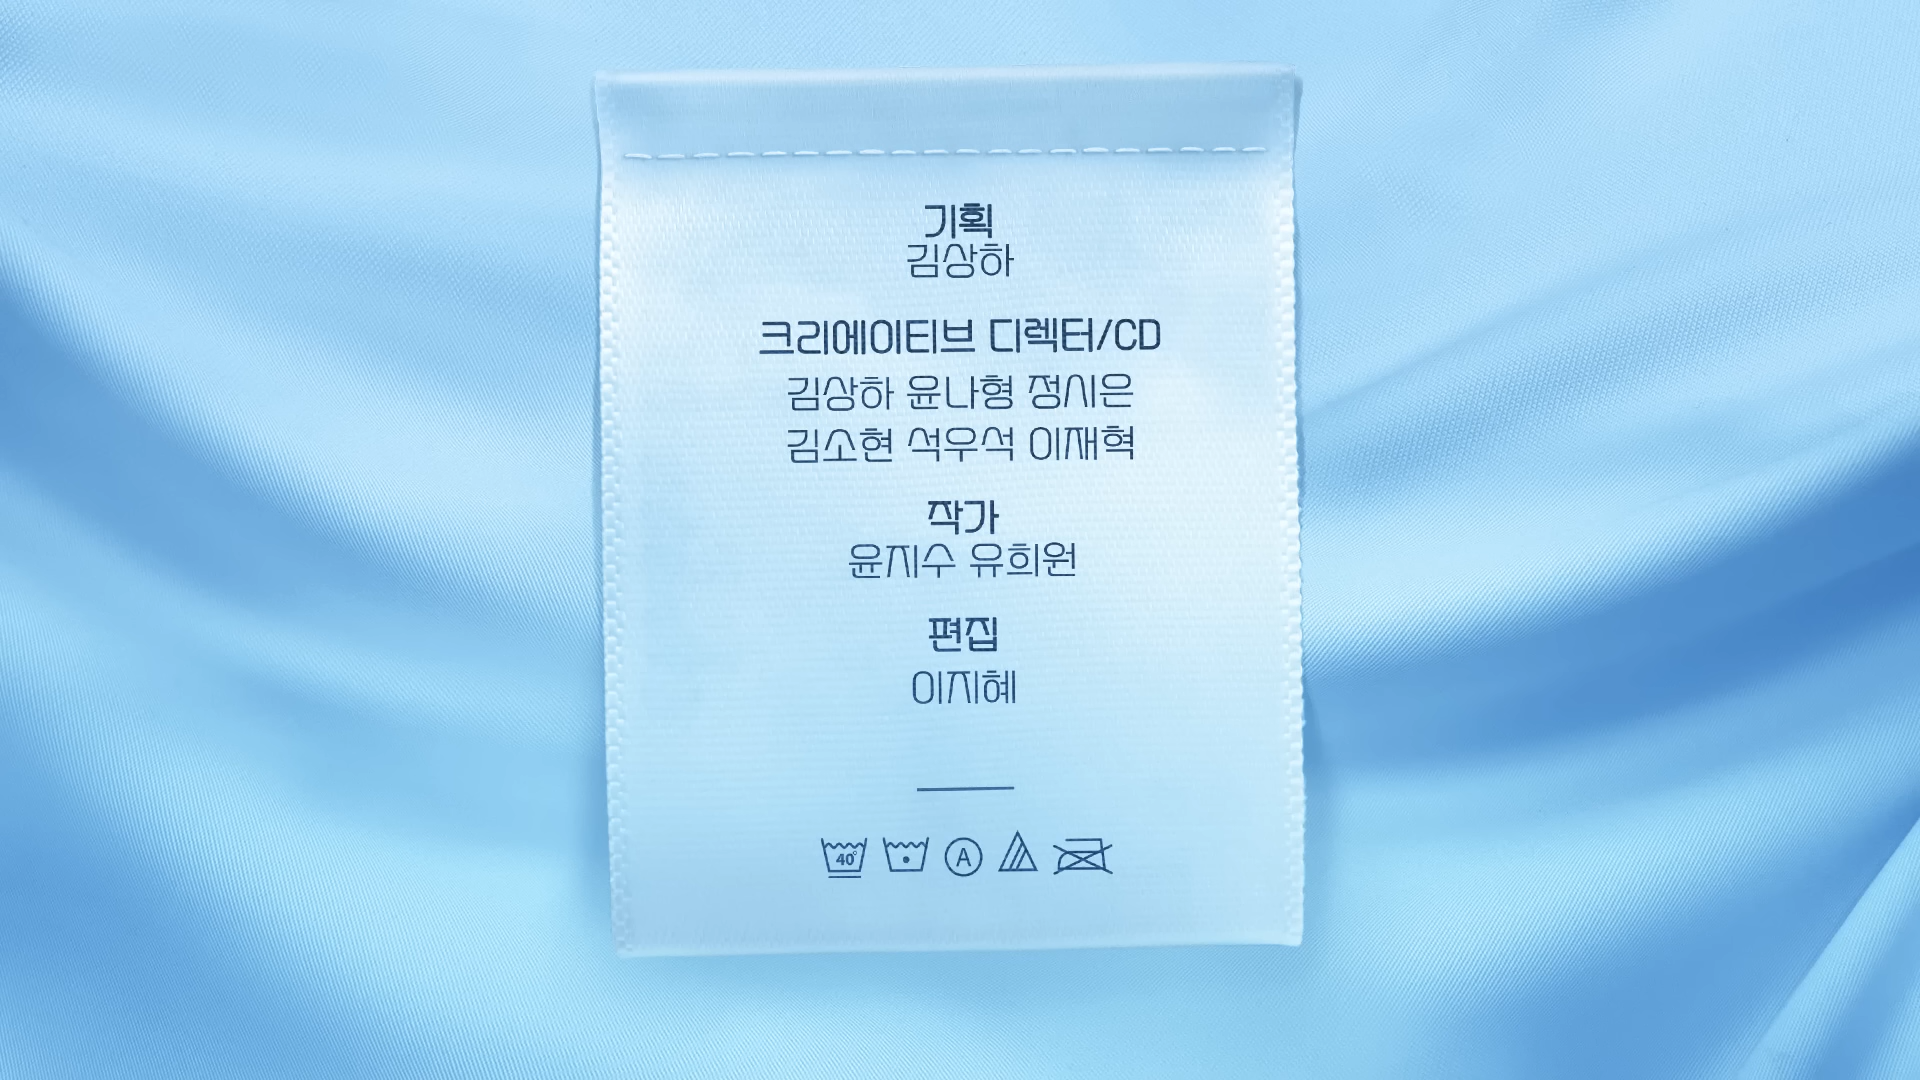 기획
김상하
크리에이티브 디렉터/CD
김상하 윤나형 정시은
김소현 석우석 이재혁
작가
윤지수 유희원
편집
이지혜
40° A